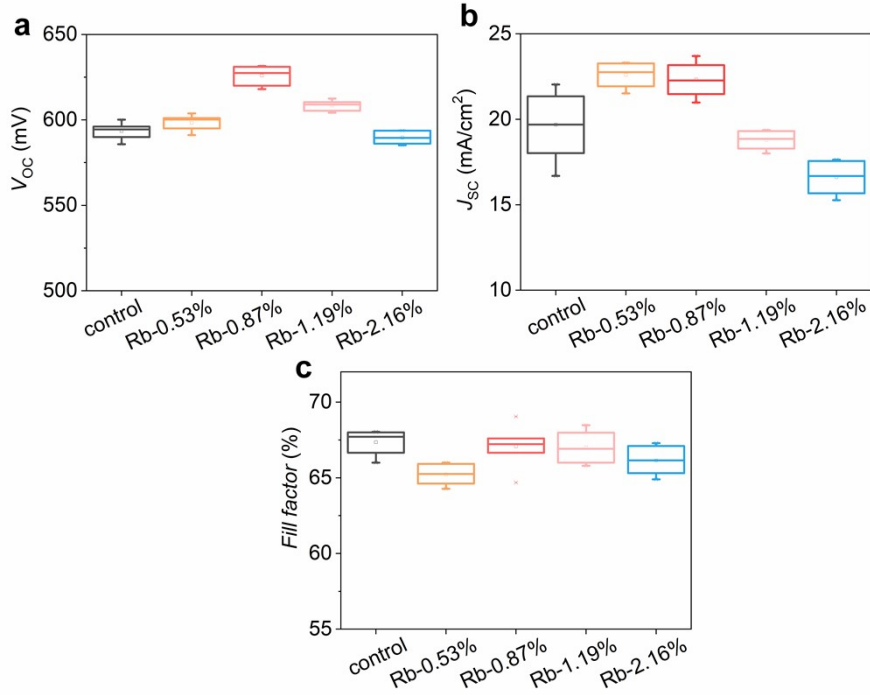 a
650
600
550
500
V_OC (mV)
control
Rb-0.53%
Rb-0.87%
Rb-1.19%
Rb-2.16%
b
25
20
15
10
J_SC (mA/cm²)
control
Rb-0.53%
Rb-0.87%
Rb-1.19%
Rb-2.16%
c
70
65
60
55
Fill factor (%)
control
Rb-0.53%
Rb-0.87%
Rb-1.19%
Rb-2.16%